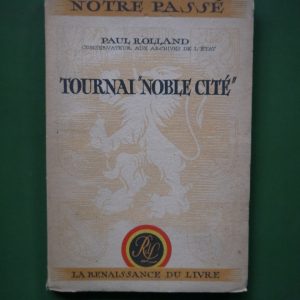 NOTRE PASSÉ
PAUL ROLLAND
CONSERVATEUR AUX ARCHIVES DE L'ÉTAT
TOURNAI "NOBLE CITÉ"
RL
LA RENAISSANCE DU LIVRE